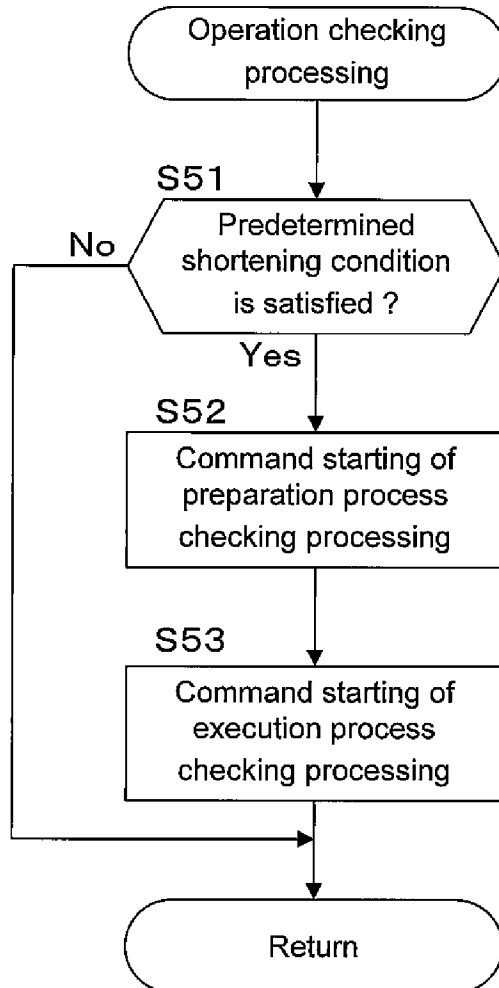 Operation checking
processing
S51
Predetermined
shortening condition
is satisfied ?
No
Yes
S52
Command starting of
preparation process
checking processing
S53
Command starting of
execution process
checking processing
Return